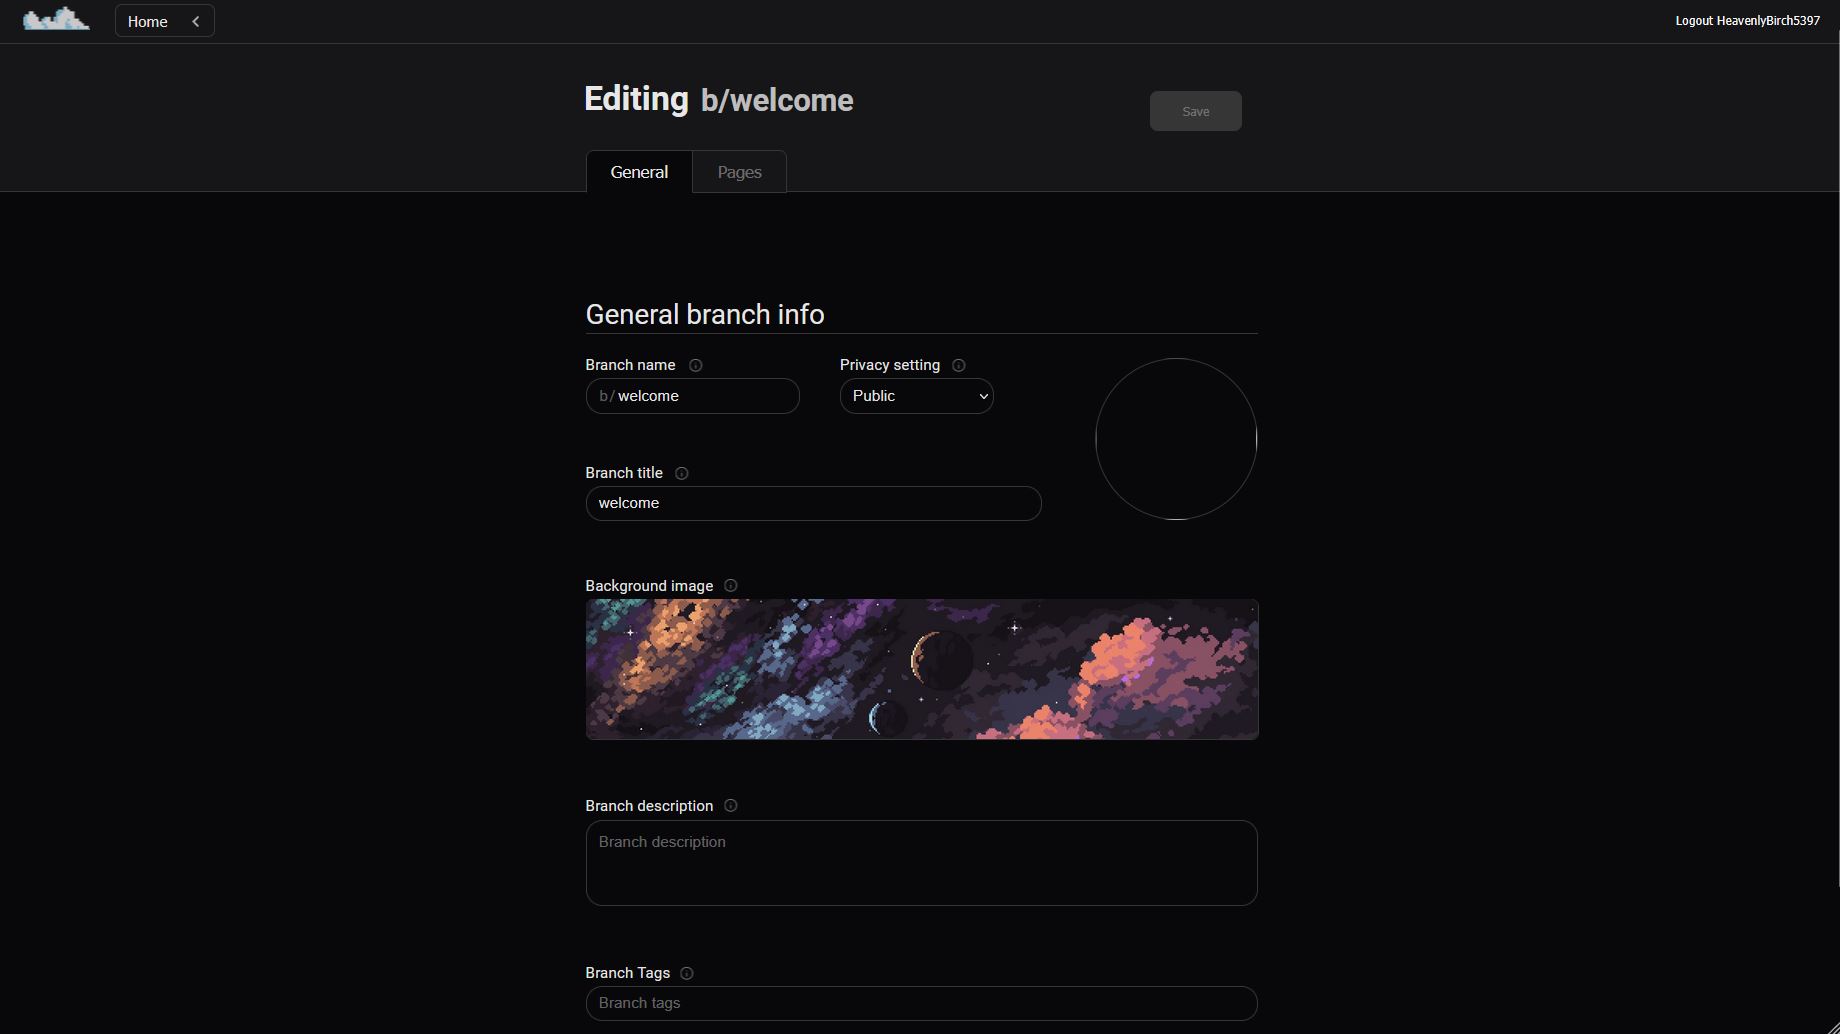 Home
Logout HeavenlyBirch5397
Editing b/welcome
Save
General
Pages
General branch info
Branch name
Privacy setting
b/ welcome
Public
Branch title
welcome
Background image
Branch description
Branch description
Branch Tags
Branch tags